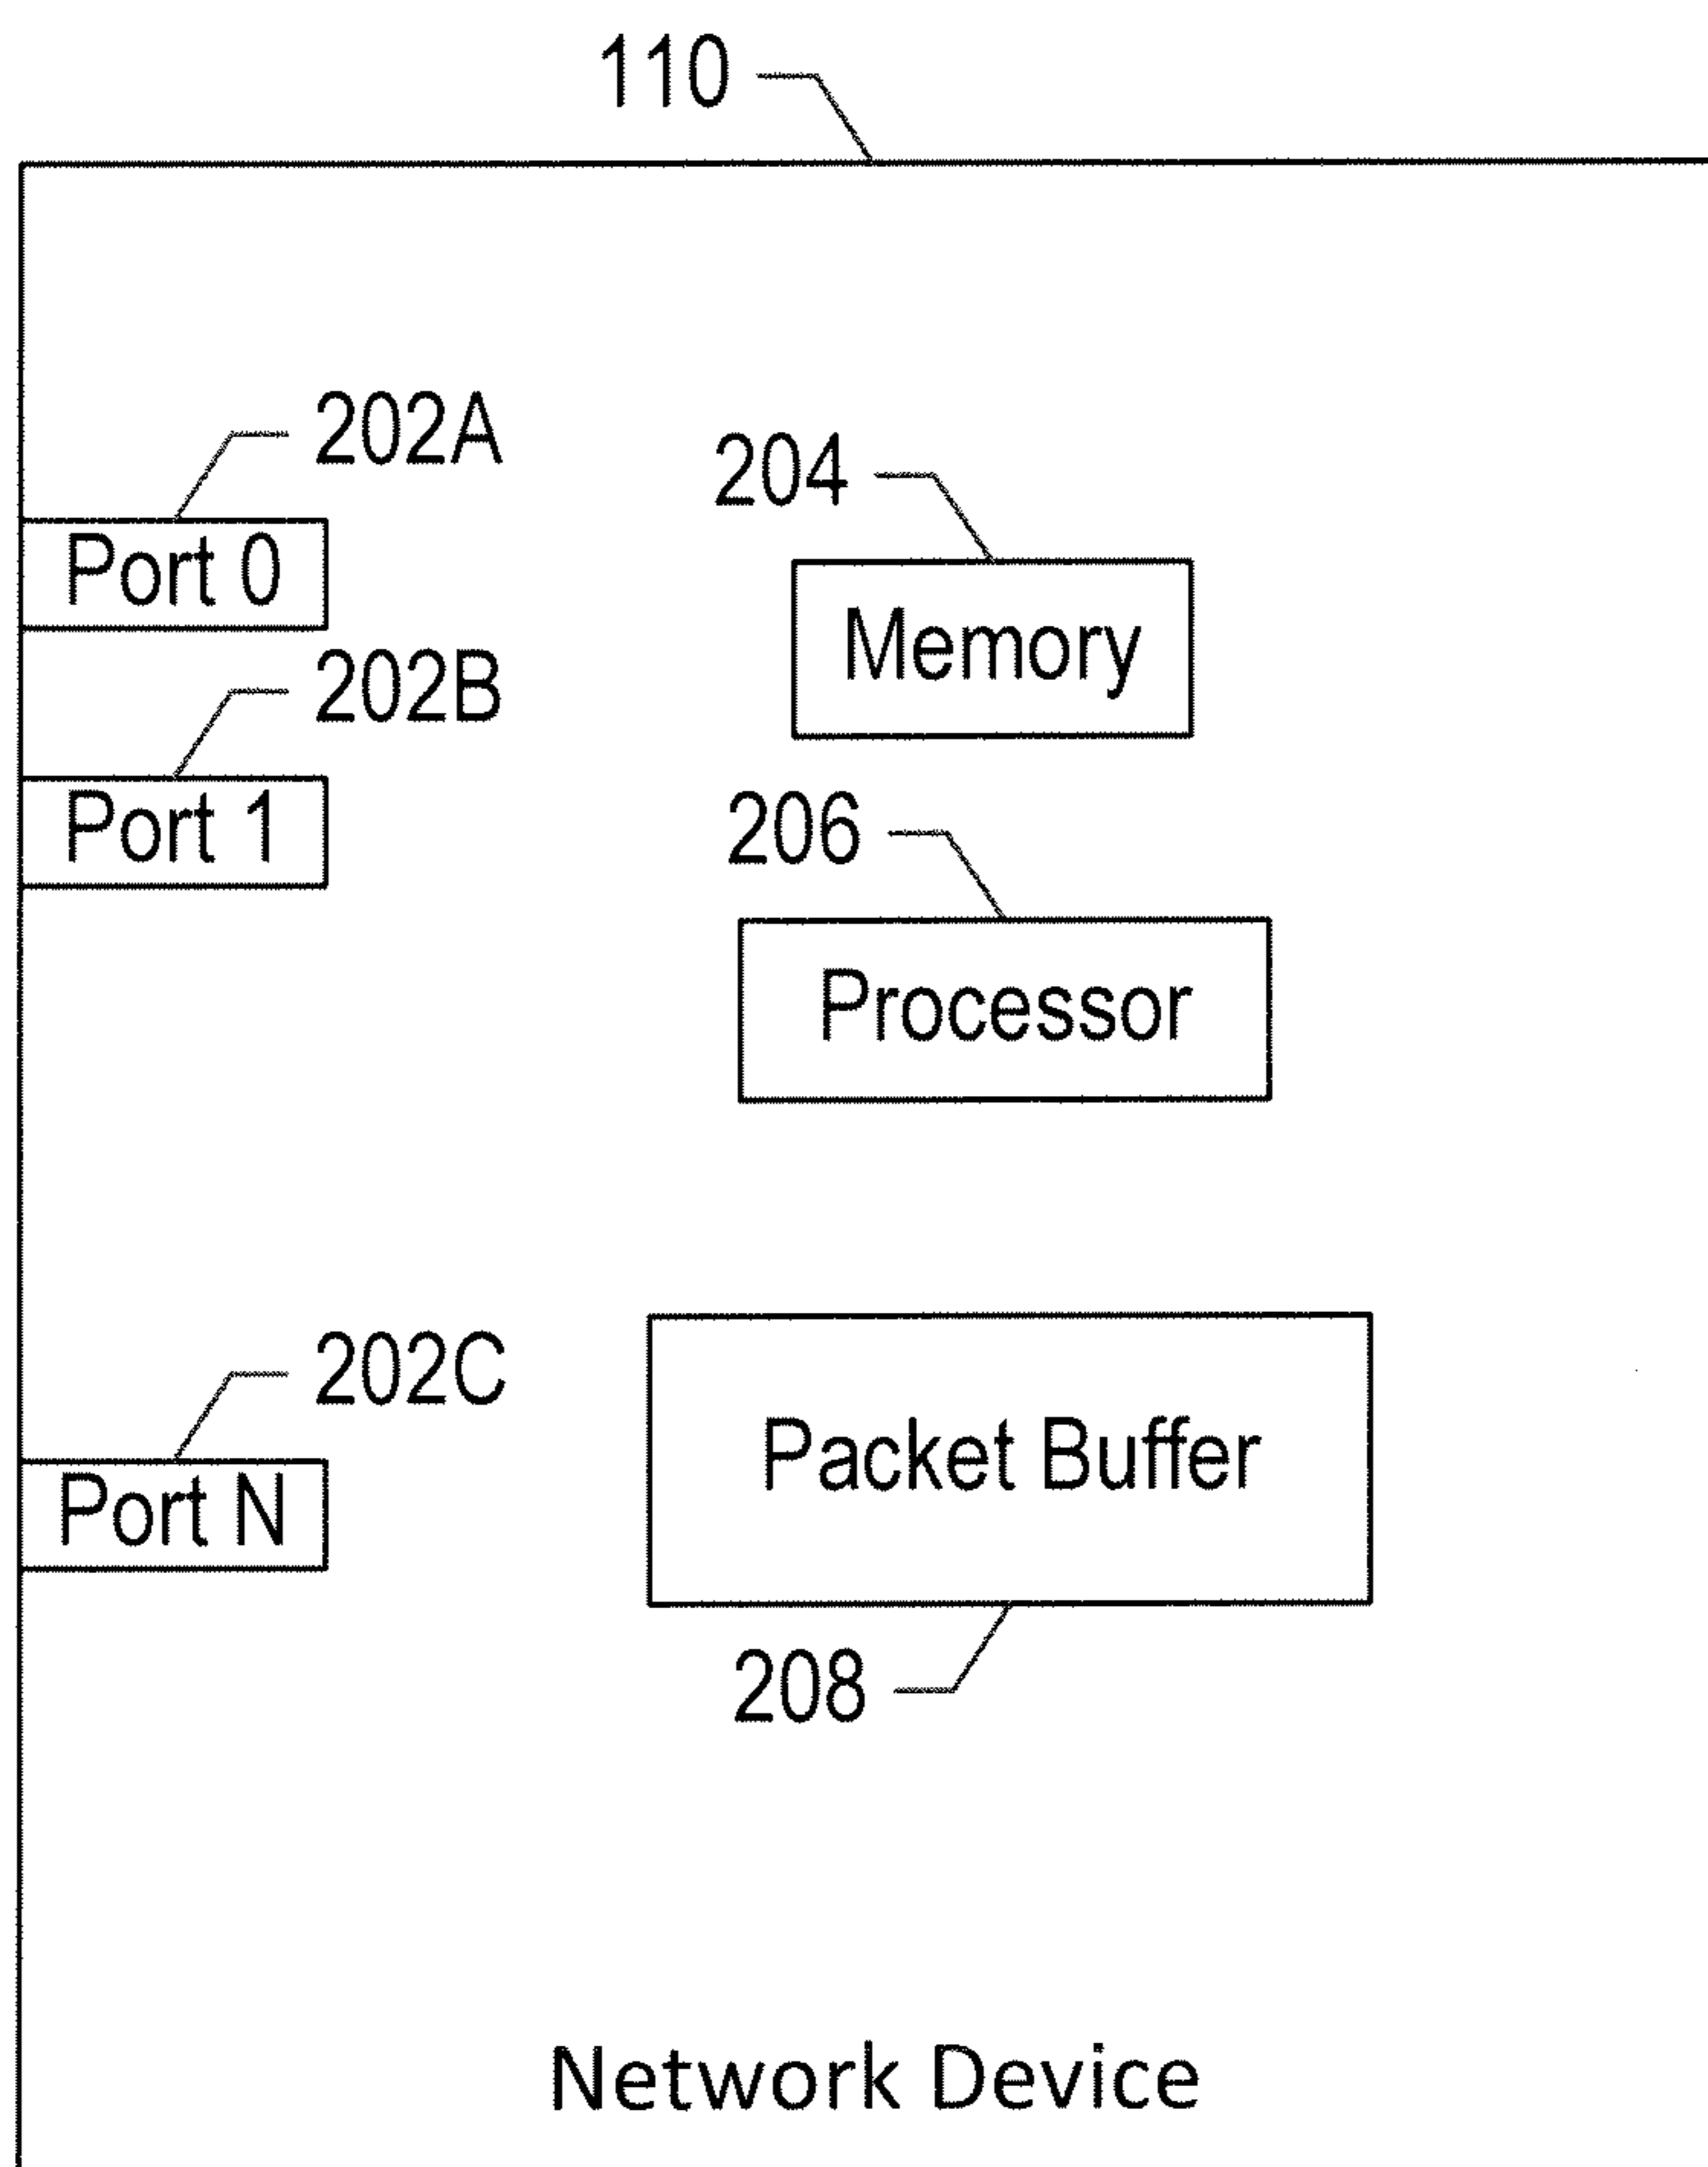 110
202A
Port 0
204
Memory
202B
Port 1
206
Processor
202C
Port N
Packet Buffer
208
Network Device